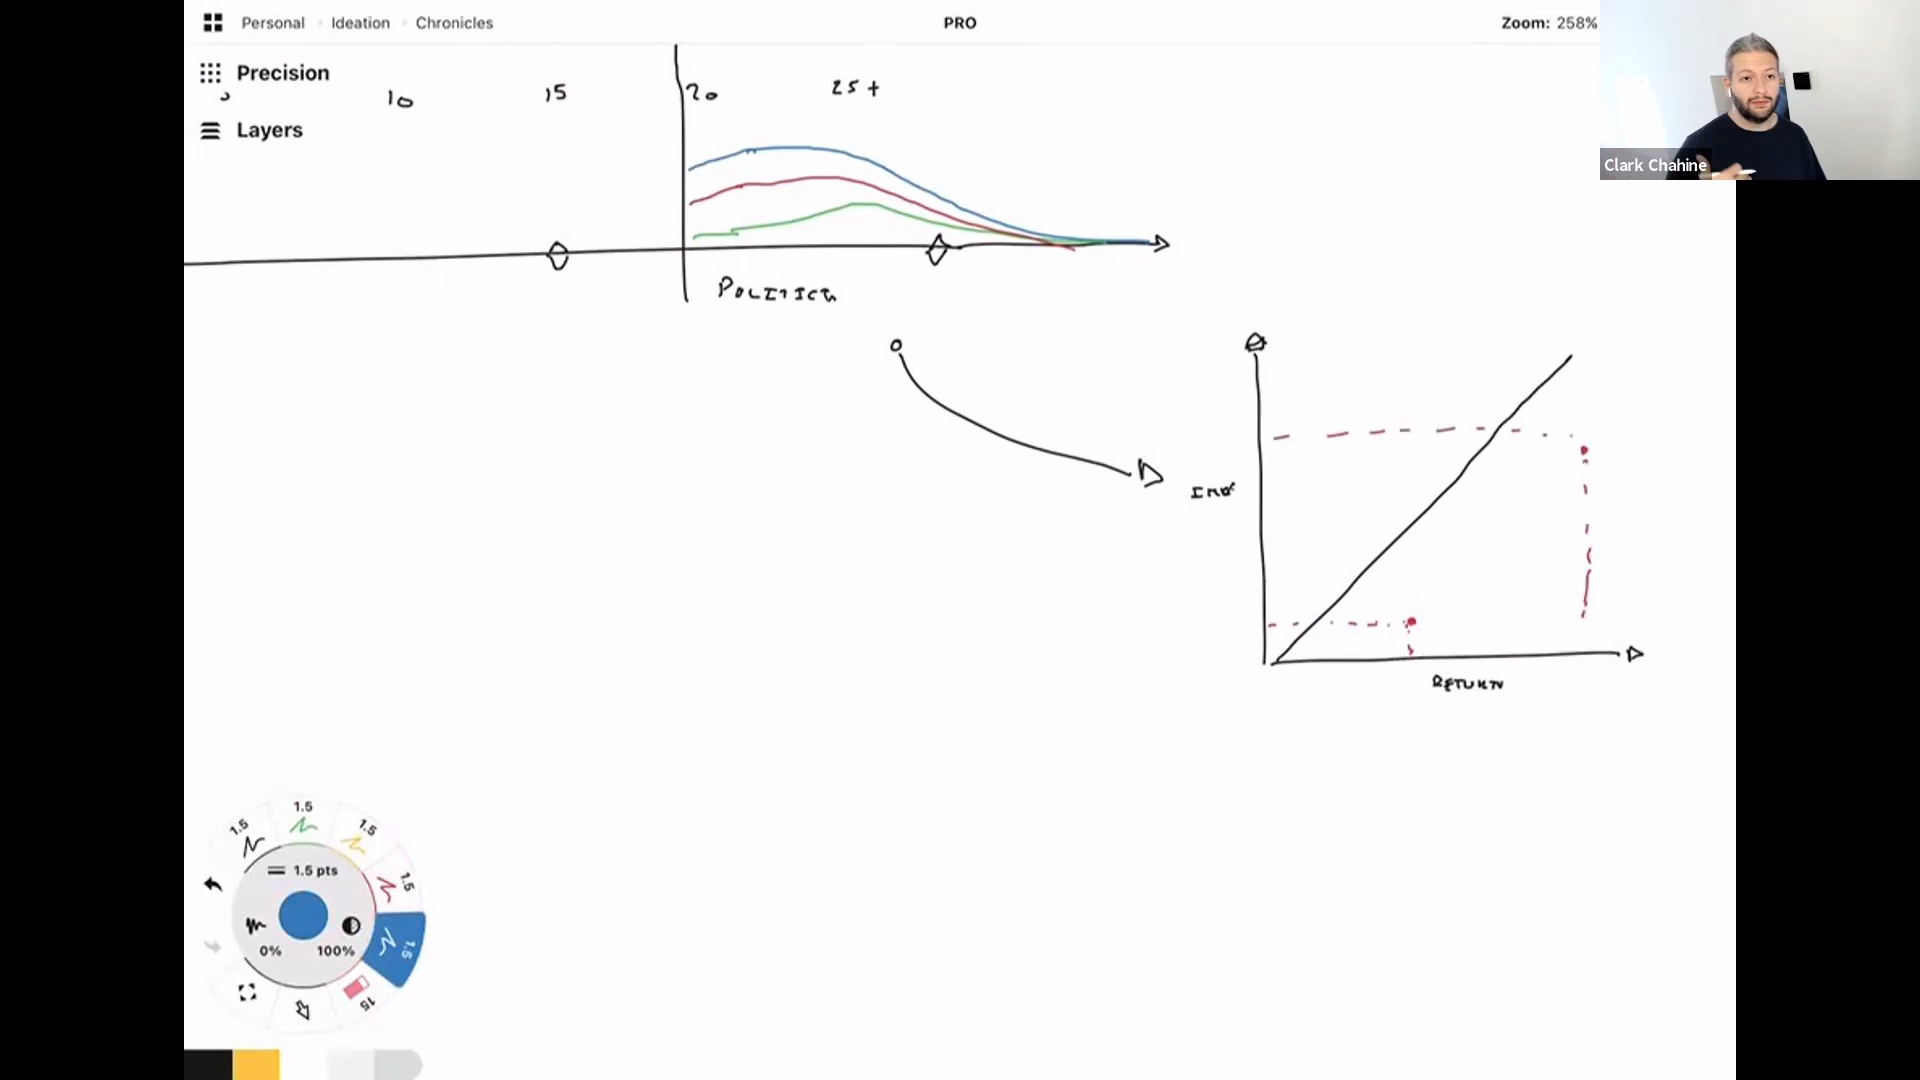 Personal Ideation Chronicles
PRO
Zoom: 258%
Precision
10
15
20
25+
Layers
Clark Chahine
RETURN
1.5
1.5
1.5
1.5
1.5 pts
1.5
0%
100%
15